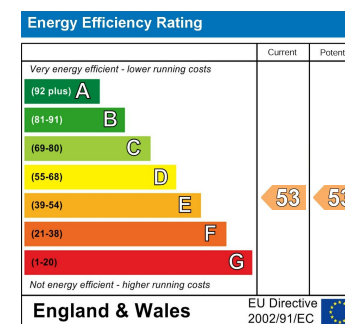 Energy Efficiency Rating
Current Potent
Very energy efficient - lower running costs
(92 plus) A
(81-91) B
(69-80) C
(55-68) D
(39-54) E 53 53
(21-38) F
(1-20) G
Not energy efficient - higher running costs
England & Wales
EU Directive
2002/91/EC